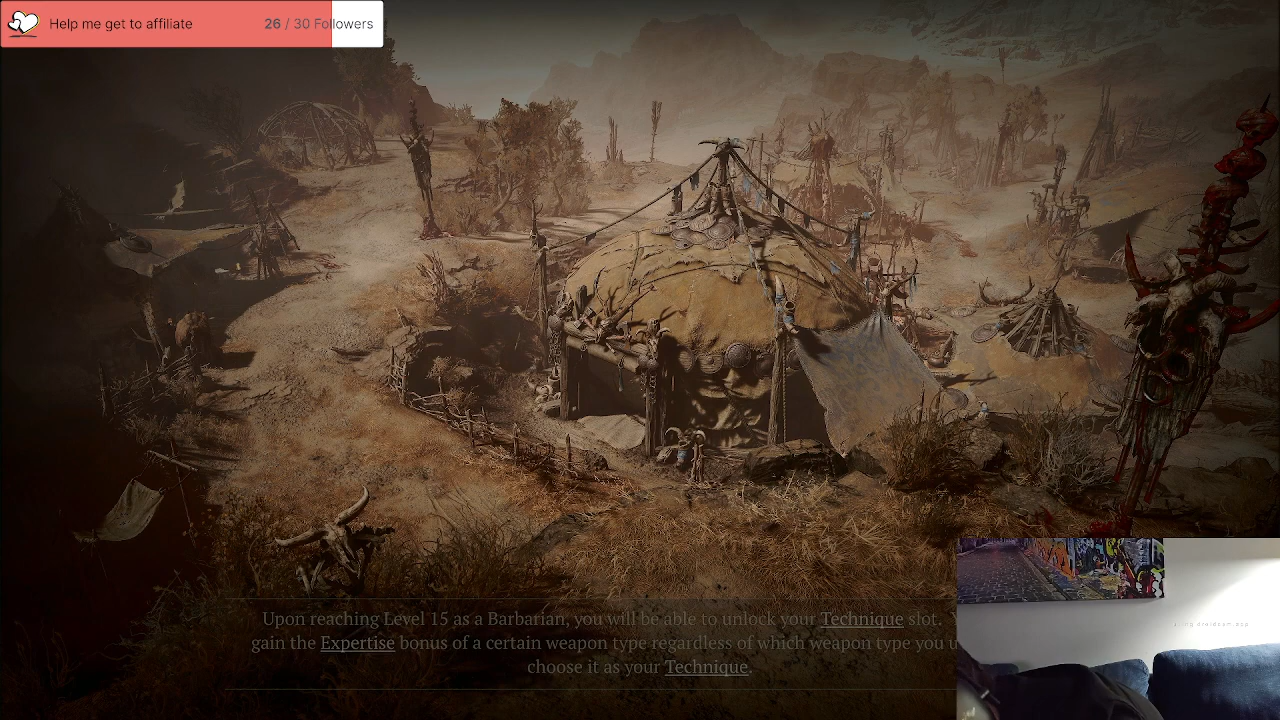 Help me get to affiliate 26 / 30 Followers
Upon reaching Level 15 as a Barbarian, you will be able to unlock your Technique slot.
gain the Expertise bonus of a certain weapon type regardless of which weapon type you u
choose it as your Technique.